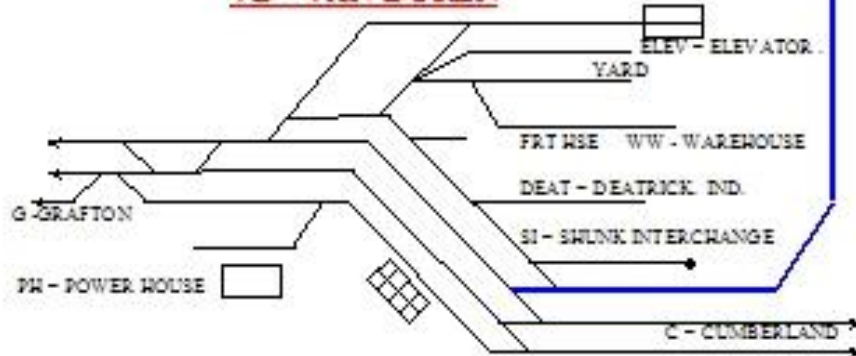 ELEV – ELEVATOR .
YARD
FRT HSE WW - WAREHOUSE
DEAT – DEATRICK. IND.
G -GRAFTON
SI – SHUNK INTERCHANGE
PH – POWER HOUSE
C – CUMBERLAND